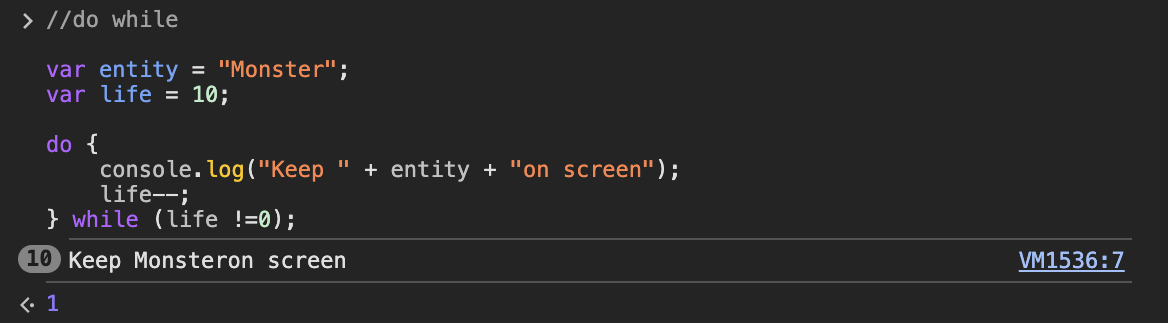 //do while
var entity = "Monster";
var life = 10;
do {
console.log("Keep " + entity + "on screen");
life--;
} while (life !=0);
10 Keep Monsteron screen VM1536:7
1